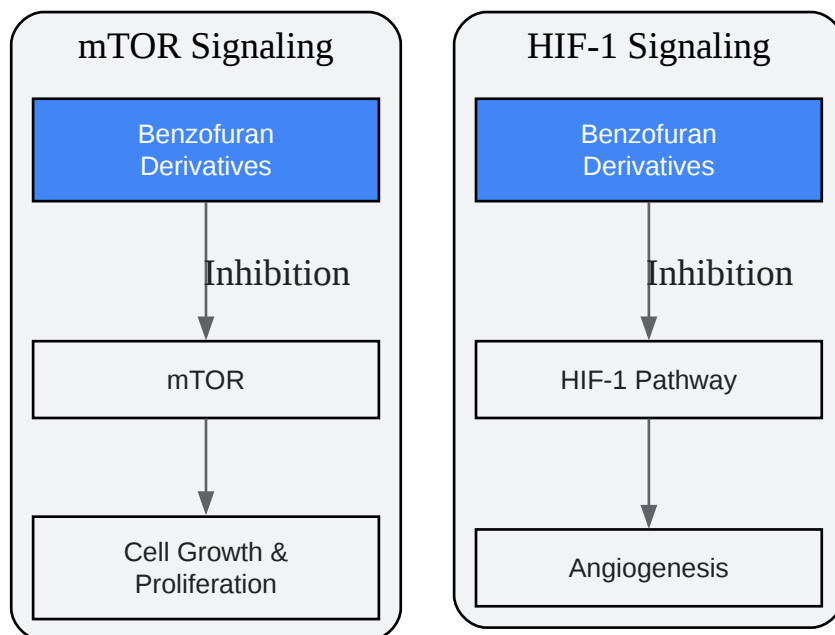 mTOR Signaling
Benzofuran
Derivatives
Inhibition
mTOR
Cell Growth &
Proliferation
HIF-1 Signaling
Benzofuran
Derivatives
Inhibition
HIF-1 Pathway
Angiogenesis